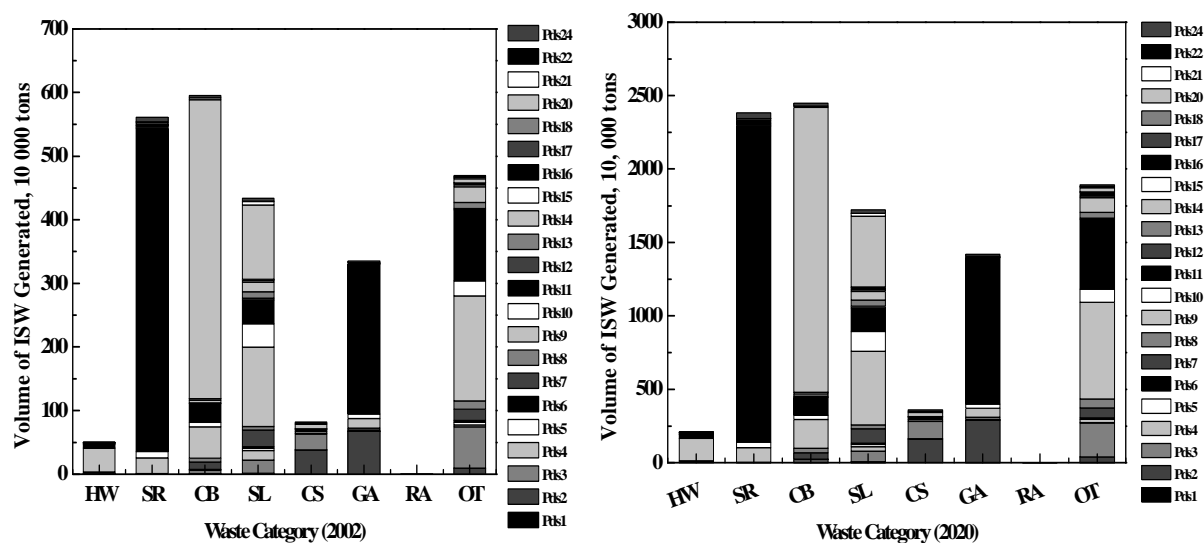 Volume of ISW Generated, 10 000 tons
700
600
500
400
300
200
100
0
HW SR CB SL CS GA RA OT
Waste Category (2002)
Pds24
Pds22
Pds21
Pds20
Pds18
Pds17
Pds16
Pds15
Pds14
Pds13
Pds12
Pds11
Pds10
Pds9
Pds8
Pds7
Pds6
Pds5
Pds4
Pds3
Pds2
Pds1
Volume of ISW Generated, 10, 000 tons
3000
2500
2000
1500
1000
500
0
HW SR CB SL CS GA RA OT
Waste Category (2020)
Pds24
Pds22
Pds21
Pds20
Pds18
Pds17
Pds16
Pds15
Pds14
Pds13
Pds12
Pds11
Pds10
Pds9
Pds8
Pds7
Pds6
Pds5
Pds4
Pds3
Pds2
Pds1